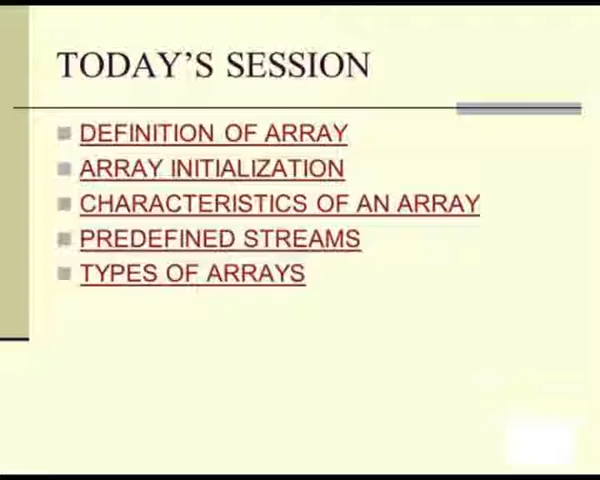 TODAY'S SESSION
DEFINITION OF ARRAY
ARRAY INITIALIZATION
CHARACTERISTICS OF AN ARRAY
PREDEFINED STREAMS
TYPES OF ARRAYS